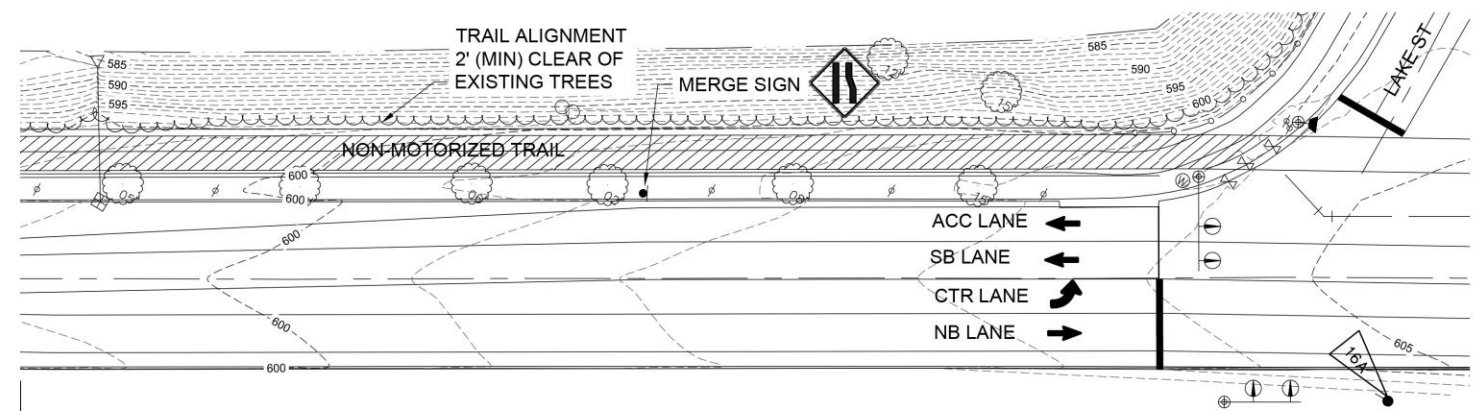 TRAIL ALIGNMENT
2' (MIN) CLEAR OF
EXISTING TREES
MERGE SIGN
LAKE ST
585
590
595
585
590
595
600
NON-MOTORIZED TRAIL
600
600
600
ACC LANE
SB LANE
CTR LANE
NB LANE
600
600
605
16A
W